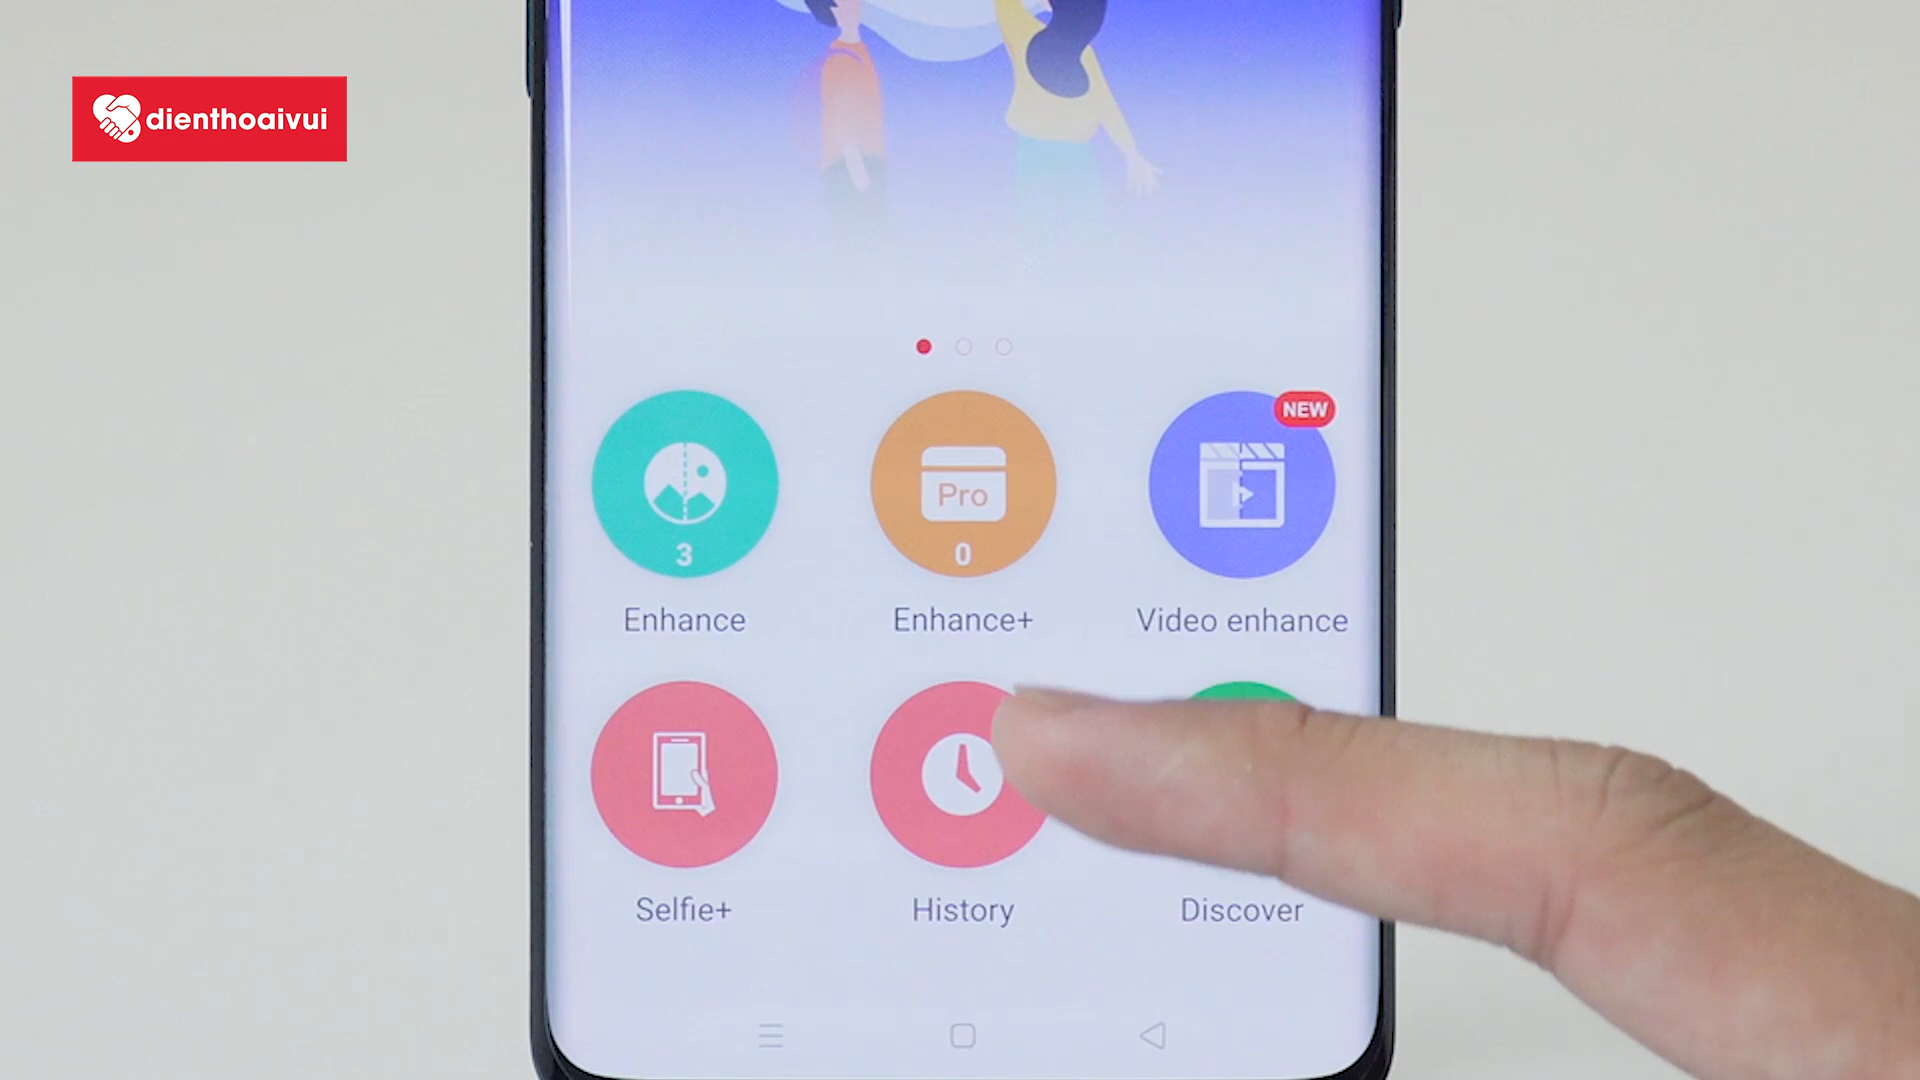 dienthoaivui
NEW
Pro
3
0
Enhance
Enhance+
Video enhance
Selfie+
History
Discover